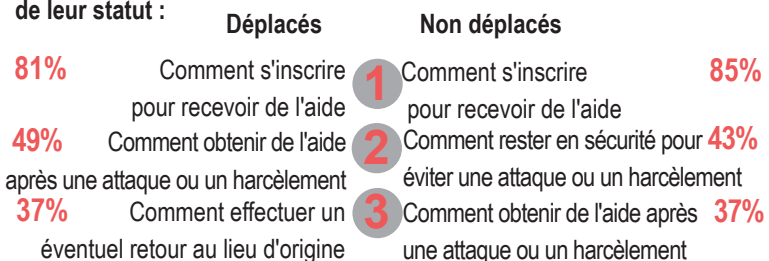 de leur statut :
Déplacés Non déplacés
81% Comment s'inscrire 1 Comment s'inscrire 85%
pour recevoir de l'aide pour recevoir de l'aide
49% Comment obtenir de l'aide 2 Comment rester en sécurité pour 43%
après une attaque ou un harcèlement éviter une attaque ou un harcèlement
37% Comment effectuer un 3 Comment obtenir de l'aide après 37%
éventuel retour au lieu d'origine une attaque ou un harcèlement